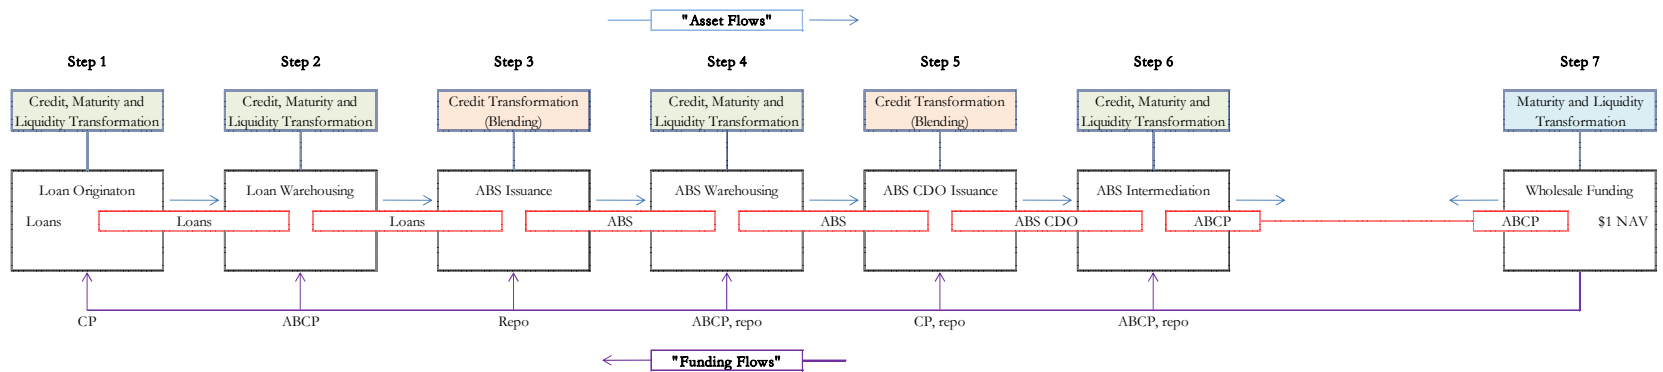 "Asset Flows"
Step 1
Step 2
Step 3
Step 4
Step 5
Step 6
Step 7
Credit, Maturity and
Liquidity Transformation
Credit, Maturity and
Liquidity Transformation
Credit Transformation
(Blending)
Credit, Maturity and
Liquidity Transformation
Credit Transformation
(Blending)
Credit, Maturity and
Liquidity Transformation
Maturity and Liquidity
Transformation
Loan Originaton
Loan Warehousing
ABS Issuance
ABS Warehousing
ABS CDO Issuance
ABS Intermediation
Wholesale Funding
Loans
Loans
Loans
ABS
ABS
ABS CDO
ABCP
ABCP
$1 NAV
CP
ABCP
Repo
ABCP, repo
CP, repo
ABCP, repo
"Funding Flows"